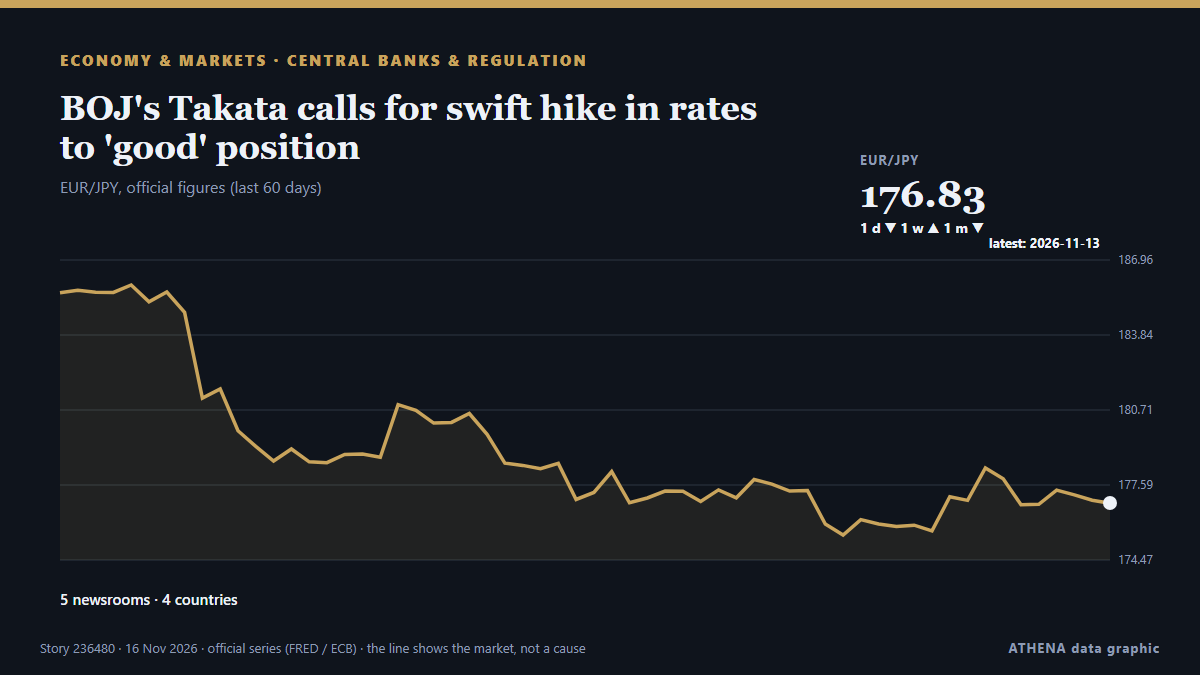 ECONOMY & MARKETS · CENTRAL BANKS & REGULATION
BOJ's Takata calls for swift hike in rates
to 'good' position
EUR/JPY, official figures (last 60 days)
EUR/JPY
176.83
1 d ▼ 1 w ▲ 1 m ▼
latest: 2026-11-13
186.96
183.84
180.71
177.59
174.47
5 newsrooms · 4 countries
Story 236480 · 16 Nov 2026 · official series (FRED / ECB) · the line shows the market, not a cause
ATHENA data graphic